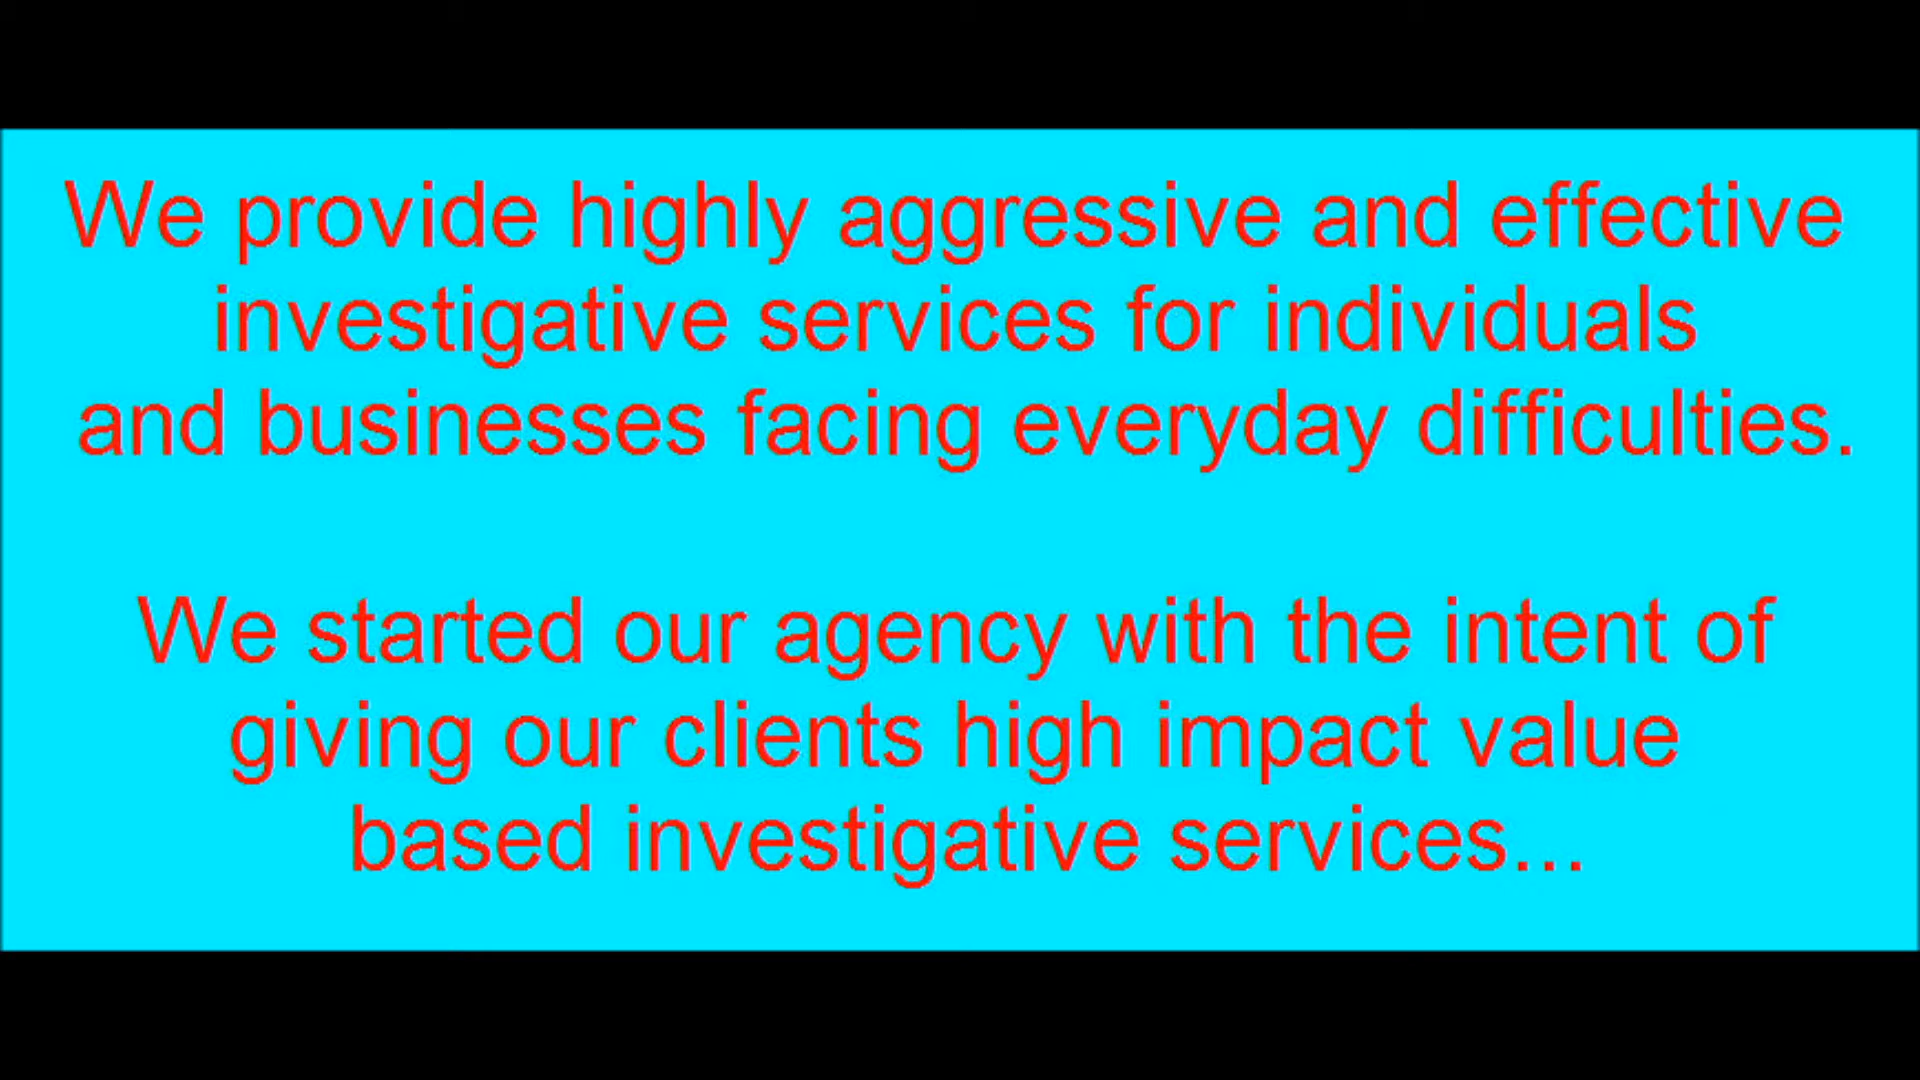 We provide highly aggressive and effective
investigative services for individuals
and businesses facing everyday difficulties.
We started our agency with the intent of
giving our clients high impact value
based investigative services...